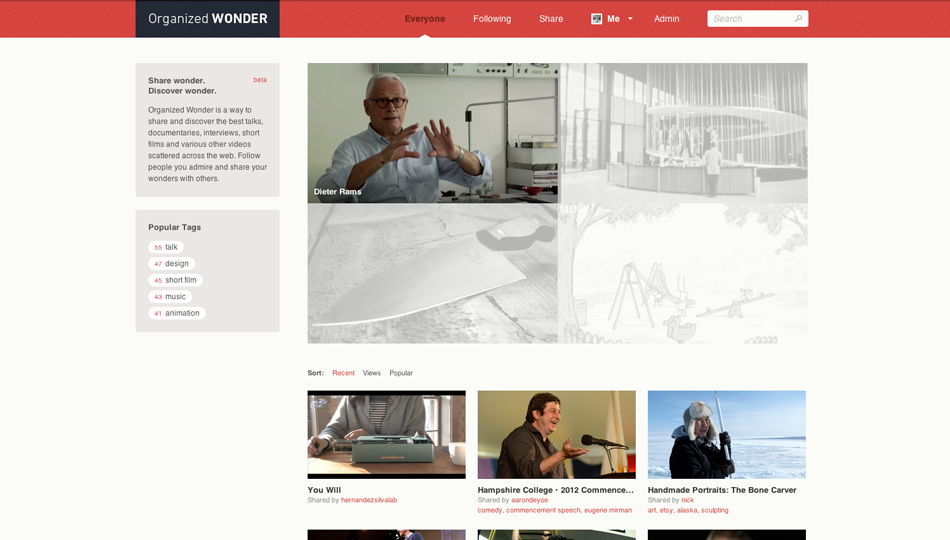 Organized WONDER
Everyone
Following
Share
Me
Admin
Search
Share wonder.
Discover wonder.
beta
Organized Wonder is a way to
share and discover the best talks,
documentaries, interviews, short
films and various other videos
scattered across the web. Follow
people you admire and share your
wonders with others.
Popular Tags
55 talk
47 design
45 short film
43 music
41 animation
Dieter Rams
Sort: Recent Views Popular
You Will
Shared by hernandezsilvalab
Hampshire College · 2012 Commence...
Shared by aarondeyoe
comedy, commencement speech, eugene mirman
Handmade Portraits: The Bone Carver
Shared by nick
art, etsy, alaska, sculpting